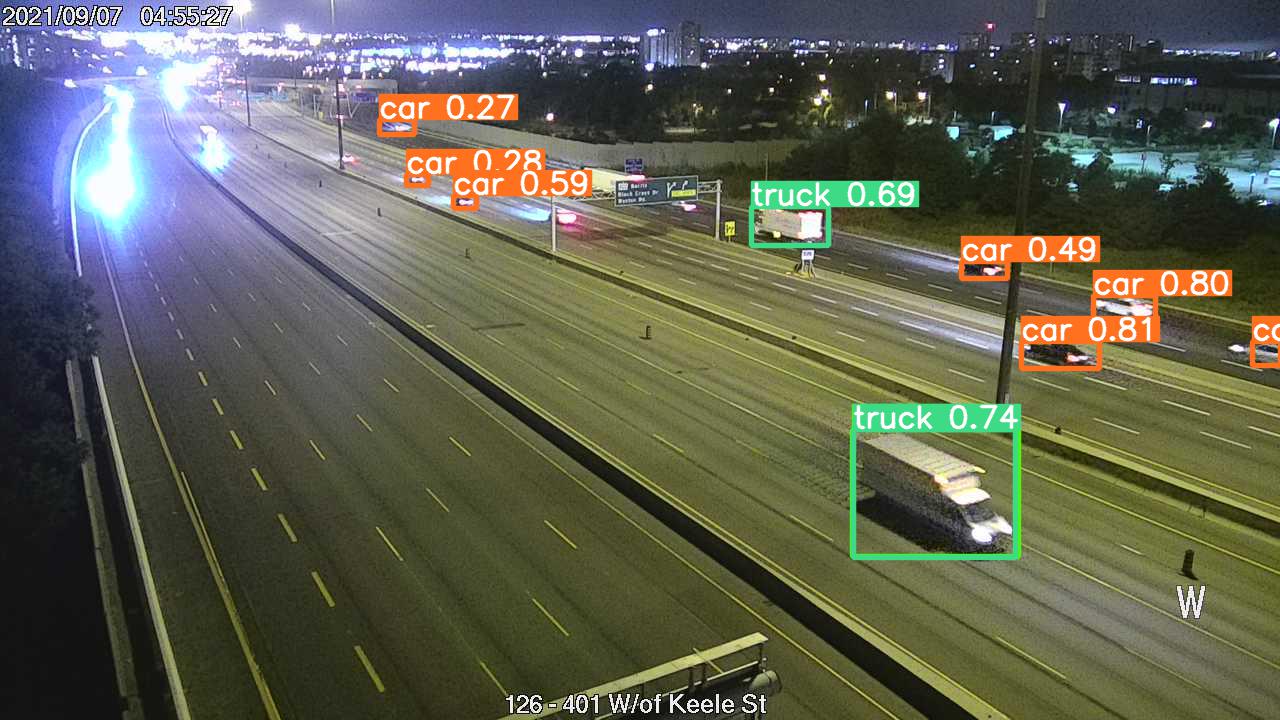 2021/09/07 04:55:27
car 0.27
car 0.28
car 0.59
truck 0.69
car 0.49
car 0.80
car 0.81
truck 0.74
W
126 - 401 W/of Keele St